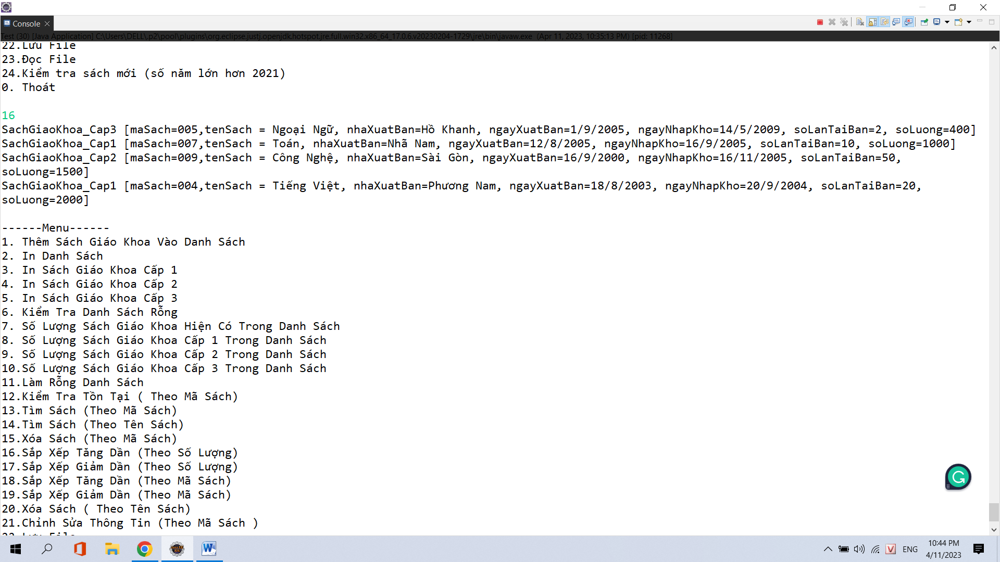 Console
Test (30) [Java Application] C:\Users\DELL\.p2\pool\plugins\org.eclipse.justj.openjdk.hotspot.jre.full.win32.x86_64_17.0.6.v20230204-1729\jre\bin\javaw.exe (Apr 11, 2023, 10:35:13 PM) [pid: 11268]
22.Lưu File
23.Đọc File
24.Kiểm tra sách mới (số năm lớn hơn 2021)
0. Thoát
16
SachGiaoKhoa_Cap3 [maSach=005,tenSach = Ngoại Ngữ, nhaXuatBan=Hồ Khanh, ngayXuatBan=1/9/2005, ngayNhapKho=14/5/2009, soLanTaiBan=2, soLuong=400]
SachGiaoKhoa_Cap1 [maSach=007,tenSach = Toán, nhaXuatBan=Nhã Nam, ngayXuatBan=12/8/2005, ngayNhapKho=16/9/2005, soLanTaiBan=10, soLuong=1000]
SachGiaoKhoa_Cap2 [maSach=009,tenSach = Công Nghệ, nhaXuatBan=Sài Gòn, ngayXuatBan=16/9/2000, ngayNhapKho=16/11/2005, soLanTaiBan=50,
soLuong=1500]
SachGiaoKhoa_Cap1 [maSach=004,tenSach = Tiếng Việt, nhaXuatBan=Phương Nam, ngayXuatBan=18/8/2003, ngayNhapKho=20/9/2004, soLanTaiBan=20,
soLuong=2000]
------Menu------
1. Thêm Sách Giáo Khoa Vào Danh Sách
2. In Danh Sách
3. In Sách Giáo Khoa Cấp 1
4. In Sách Giáo Khoa Cấp 2
5. In Sách Giáo Khoa Cấp 3
6. Kiểm Tra Danh Sách Rỗng
7. Số Lượng Sách Giáo Khoa Hiện Có Trong Danh Sách
8. Số Lượng Sách Giáo Khoa Cấp 1 Trong Danh Sách
9. Số Lượng Sách Giáo Khoa Cấp 2 Trong Danh Sách
10.Số Lượng Sách Giáo Khoa Cấp 3 Trong Danh Sách
11.Làm Rỗng Danh Sách
12.Kiểm Tra Tồn Tại ( Theo Mã Sách)
13.Tìm Sách (Theo Mã Sách)
14.Tìm Sách (Theo Tên Sách)
15.Xóa Sách (Theo Mã Sách)
16.Sắp Xếp Tăng Dần (Theo Số Lượng)
17.Sắp Xếp Giảm Dần (Theo Số Lượng)
18.Sắp Xếp Tăng Dần (Theo Mã Sách)
19.Sắp Xếp Giảm Dần (Theo Mã Sách)
20.Xóa Sách ( Theo Tên Sách)
21.Chỉnh Sửa Thông Tin (Theo Mã Sách )
22.Lưu File
ENG
10:44 PM
4/11/2023